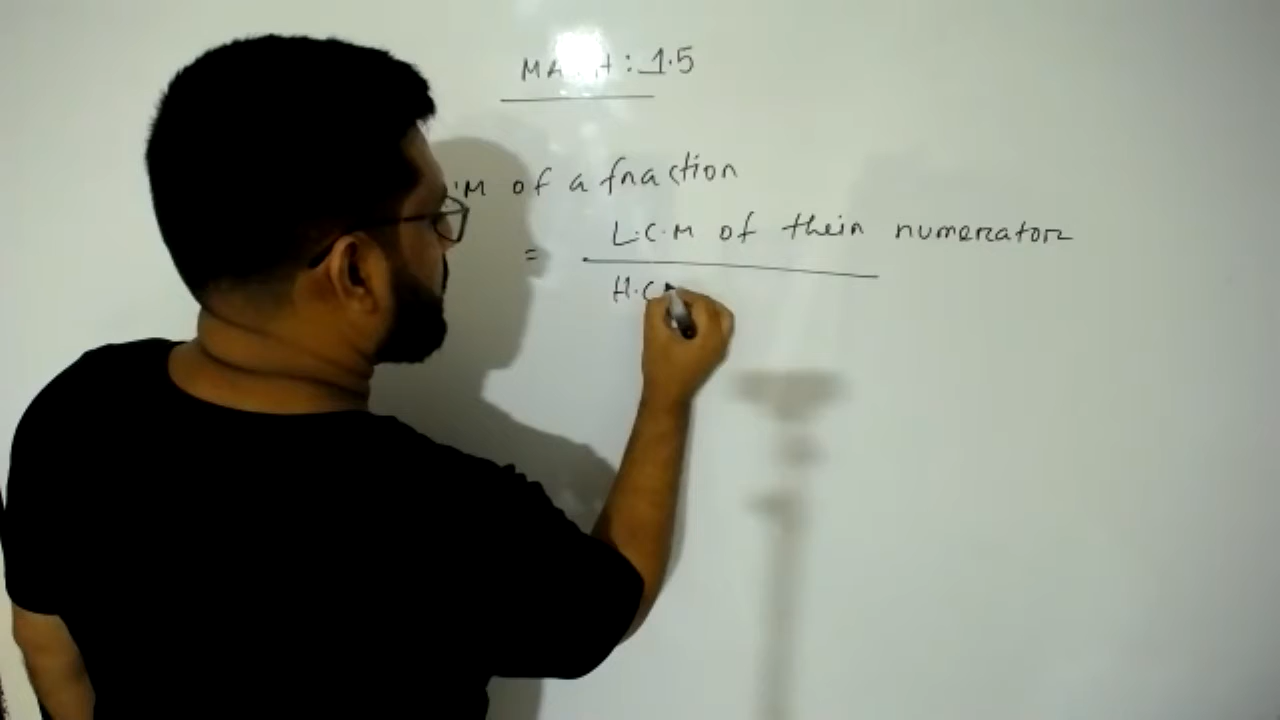 : 1.5
of a fraction
= L.C.M of their numerator
H.C